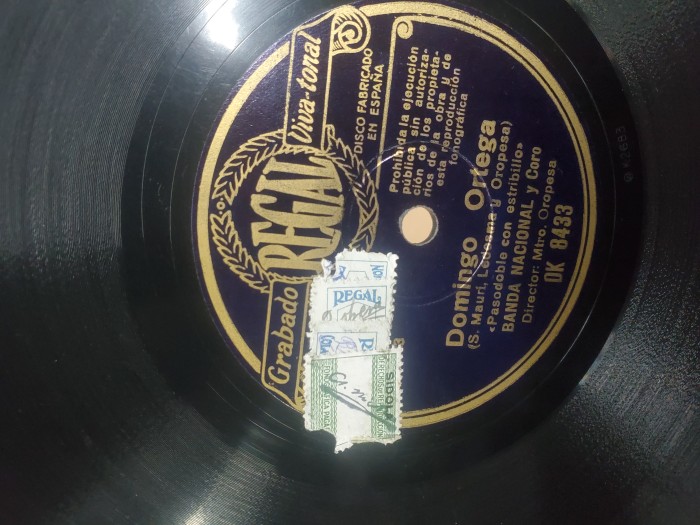 Grabado
REGAL
Viva-tonal
DISCO FABRICADO
EN ESPAÑA
Prohibida la ejecución
pública sin autoriza-
ción de los propieta-
rios de la obra y de
esta reproducción
fonográfica
Domingo Ortega
(S. Mauri, Ledesma y Oropesa)
«Pasodoble con estribillo»
BANDA NACIONAL y Coro
Director: Mtro. Oropesa
DK 8433
REGAL